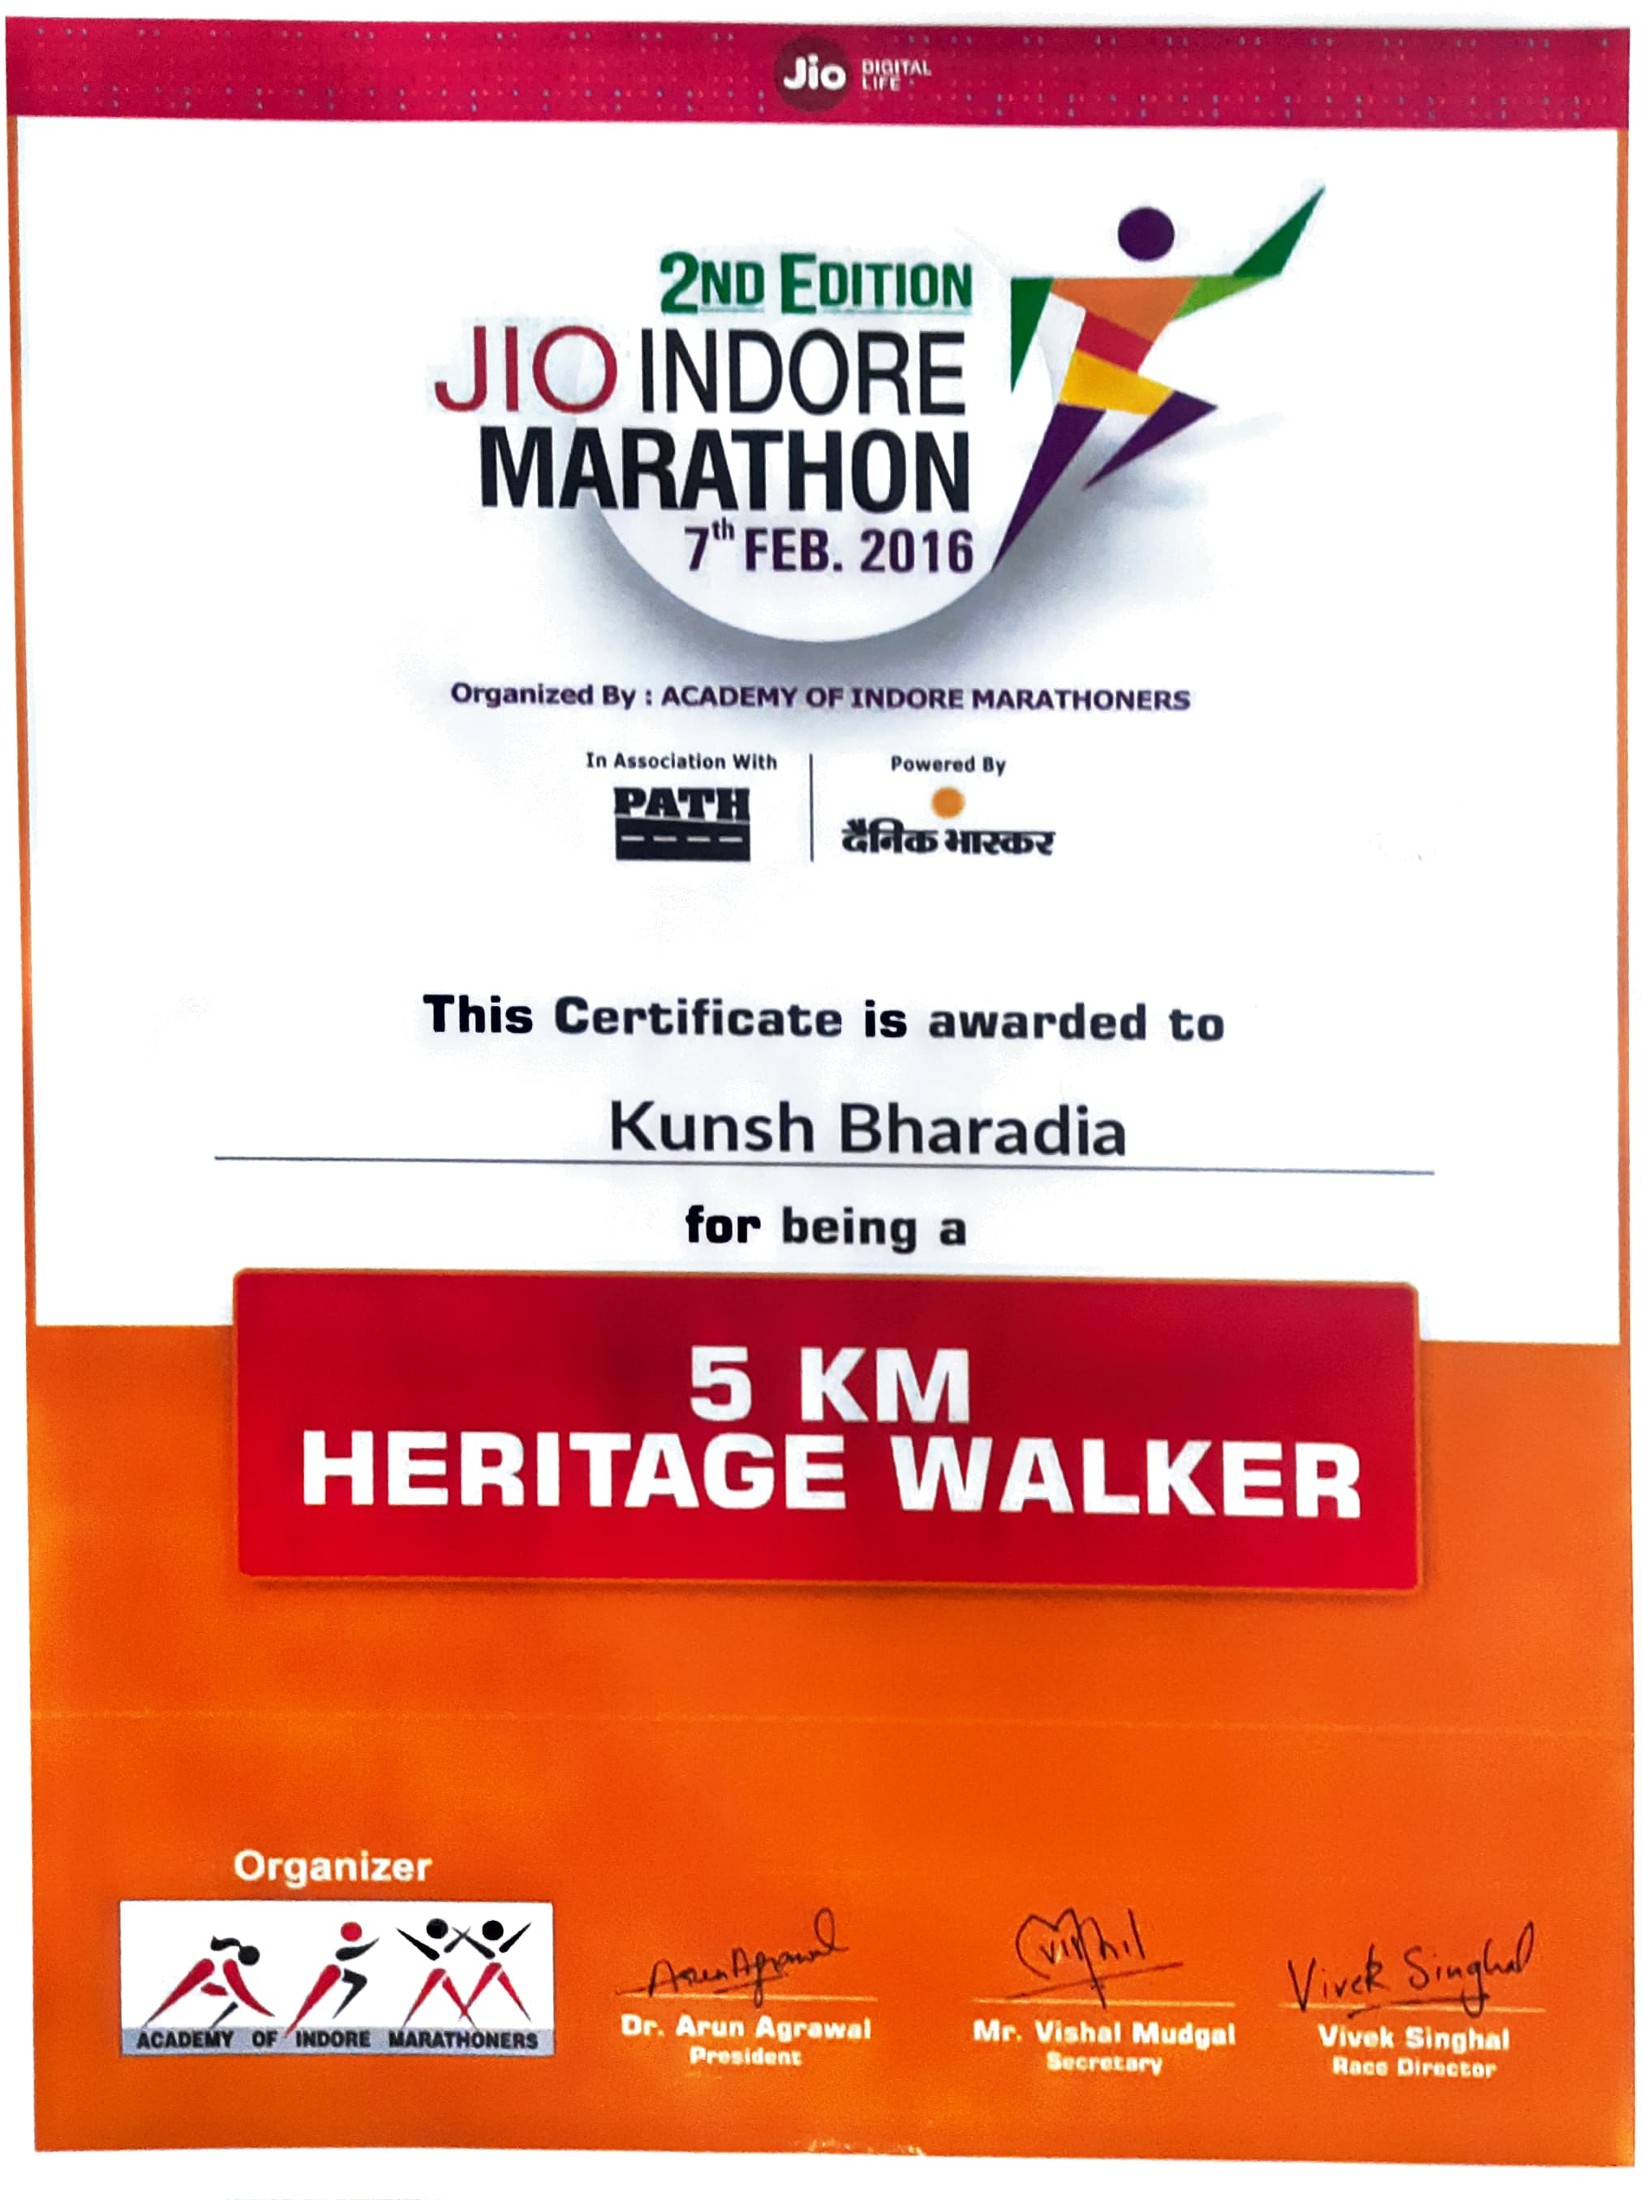 Jio DIGITAL
LIFE
2ND EDITION
JIO INDORE
MARATHON
7th FEB. 2016
Organized By : ACADEMY OF INDORE MARATHONERS
In Association With
PATH
Powered By
दैनिक भास्कर
This Certificate is awarded to
Kunsh Bharadia
for being a
5 KM
HERITAGE WALKER
Organizer
ACADEMY OF INDORE MARATHONERS
Arun Agrawal
Dr. Arun Agrawal
President
Mr. Vishal Mudgal
Secretary
Vivek Singhal
Vivek Singhal
Race Director